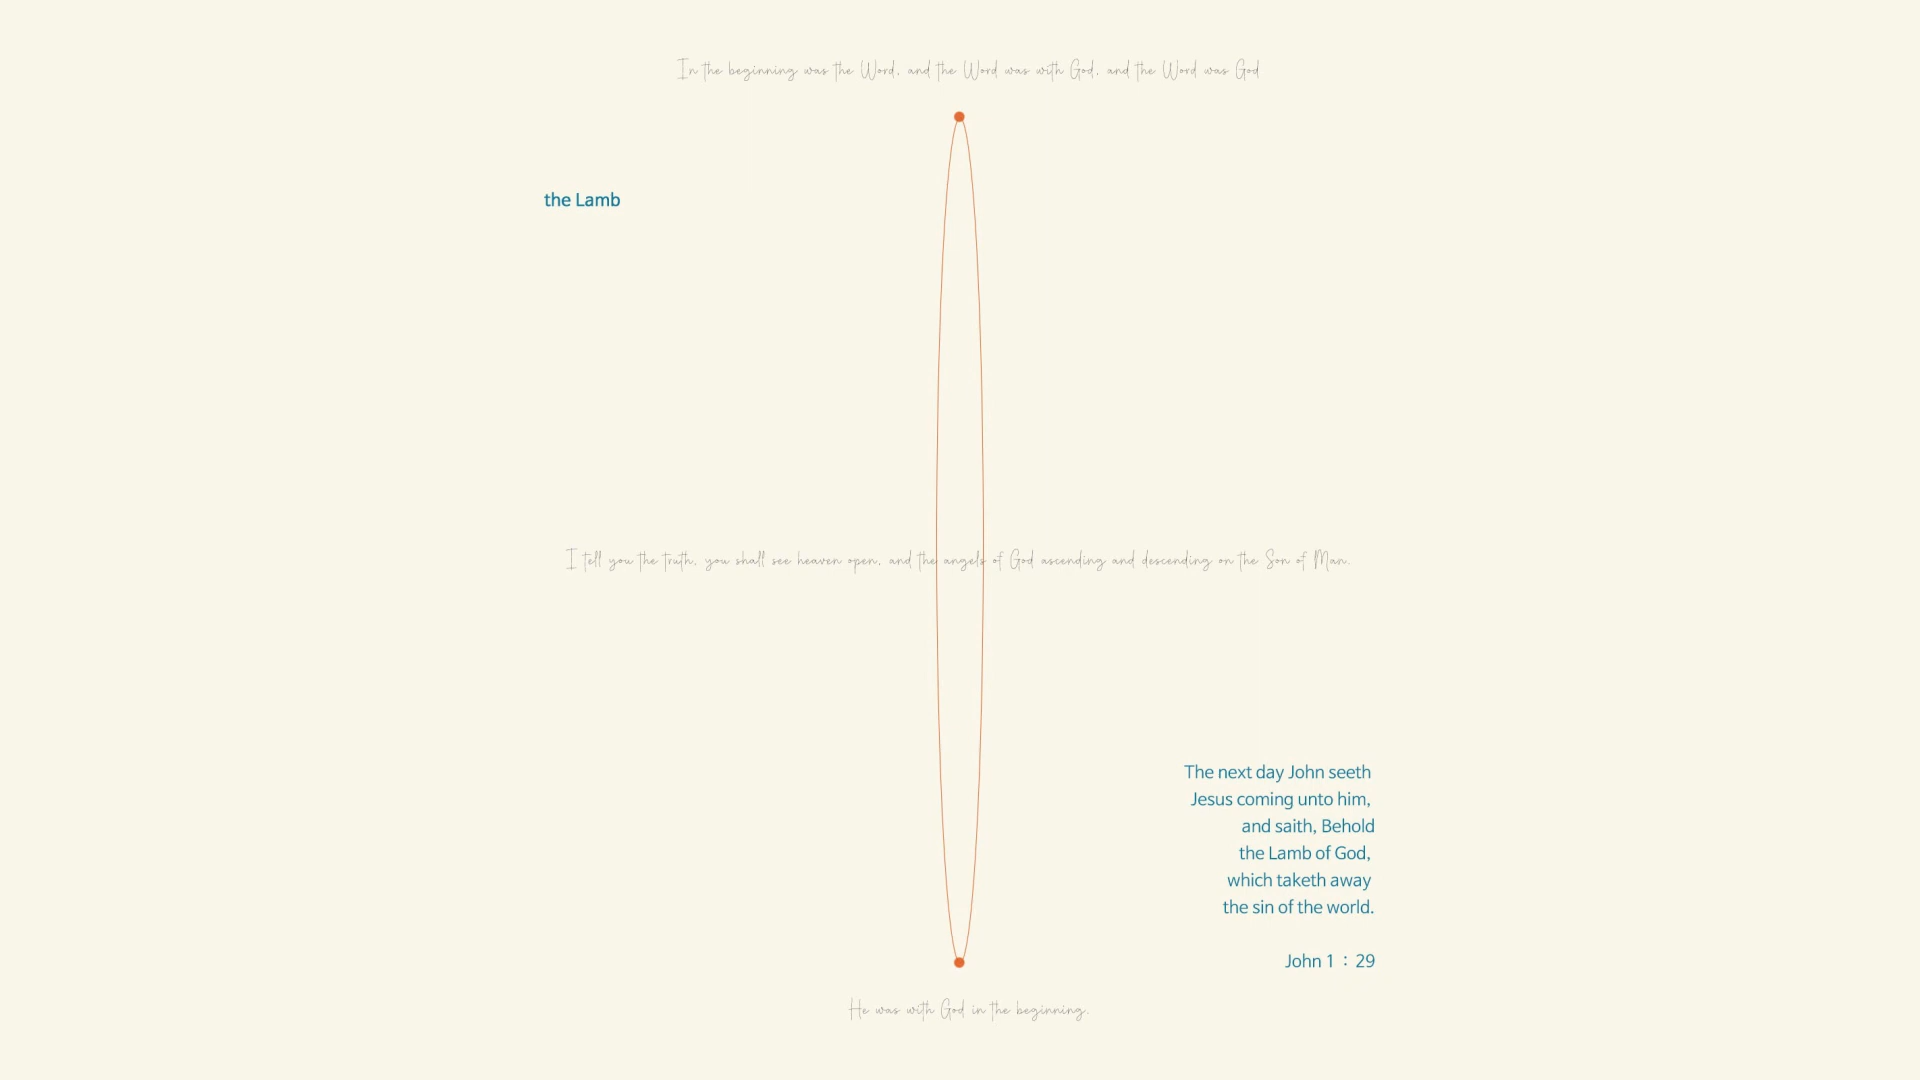 In the beginning was the Word, and the Word was with God, and the Word was God
the Lamb
I tell you the truth, you shall see heaven open, and the angels of God ascending and descending on the Son of Man.
The next day John seeth
Jesus coming unto him,
and saith, Behold
the Lamb of God,
which taketh away
the sin of the world.
John 1 : 29
He was with God in the beginning.